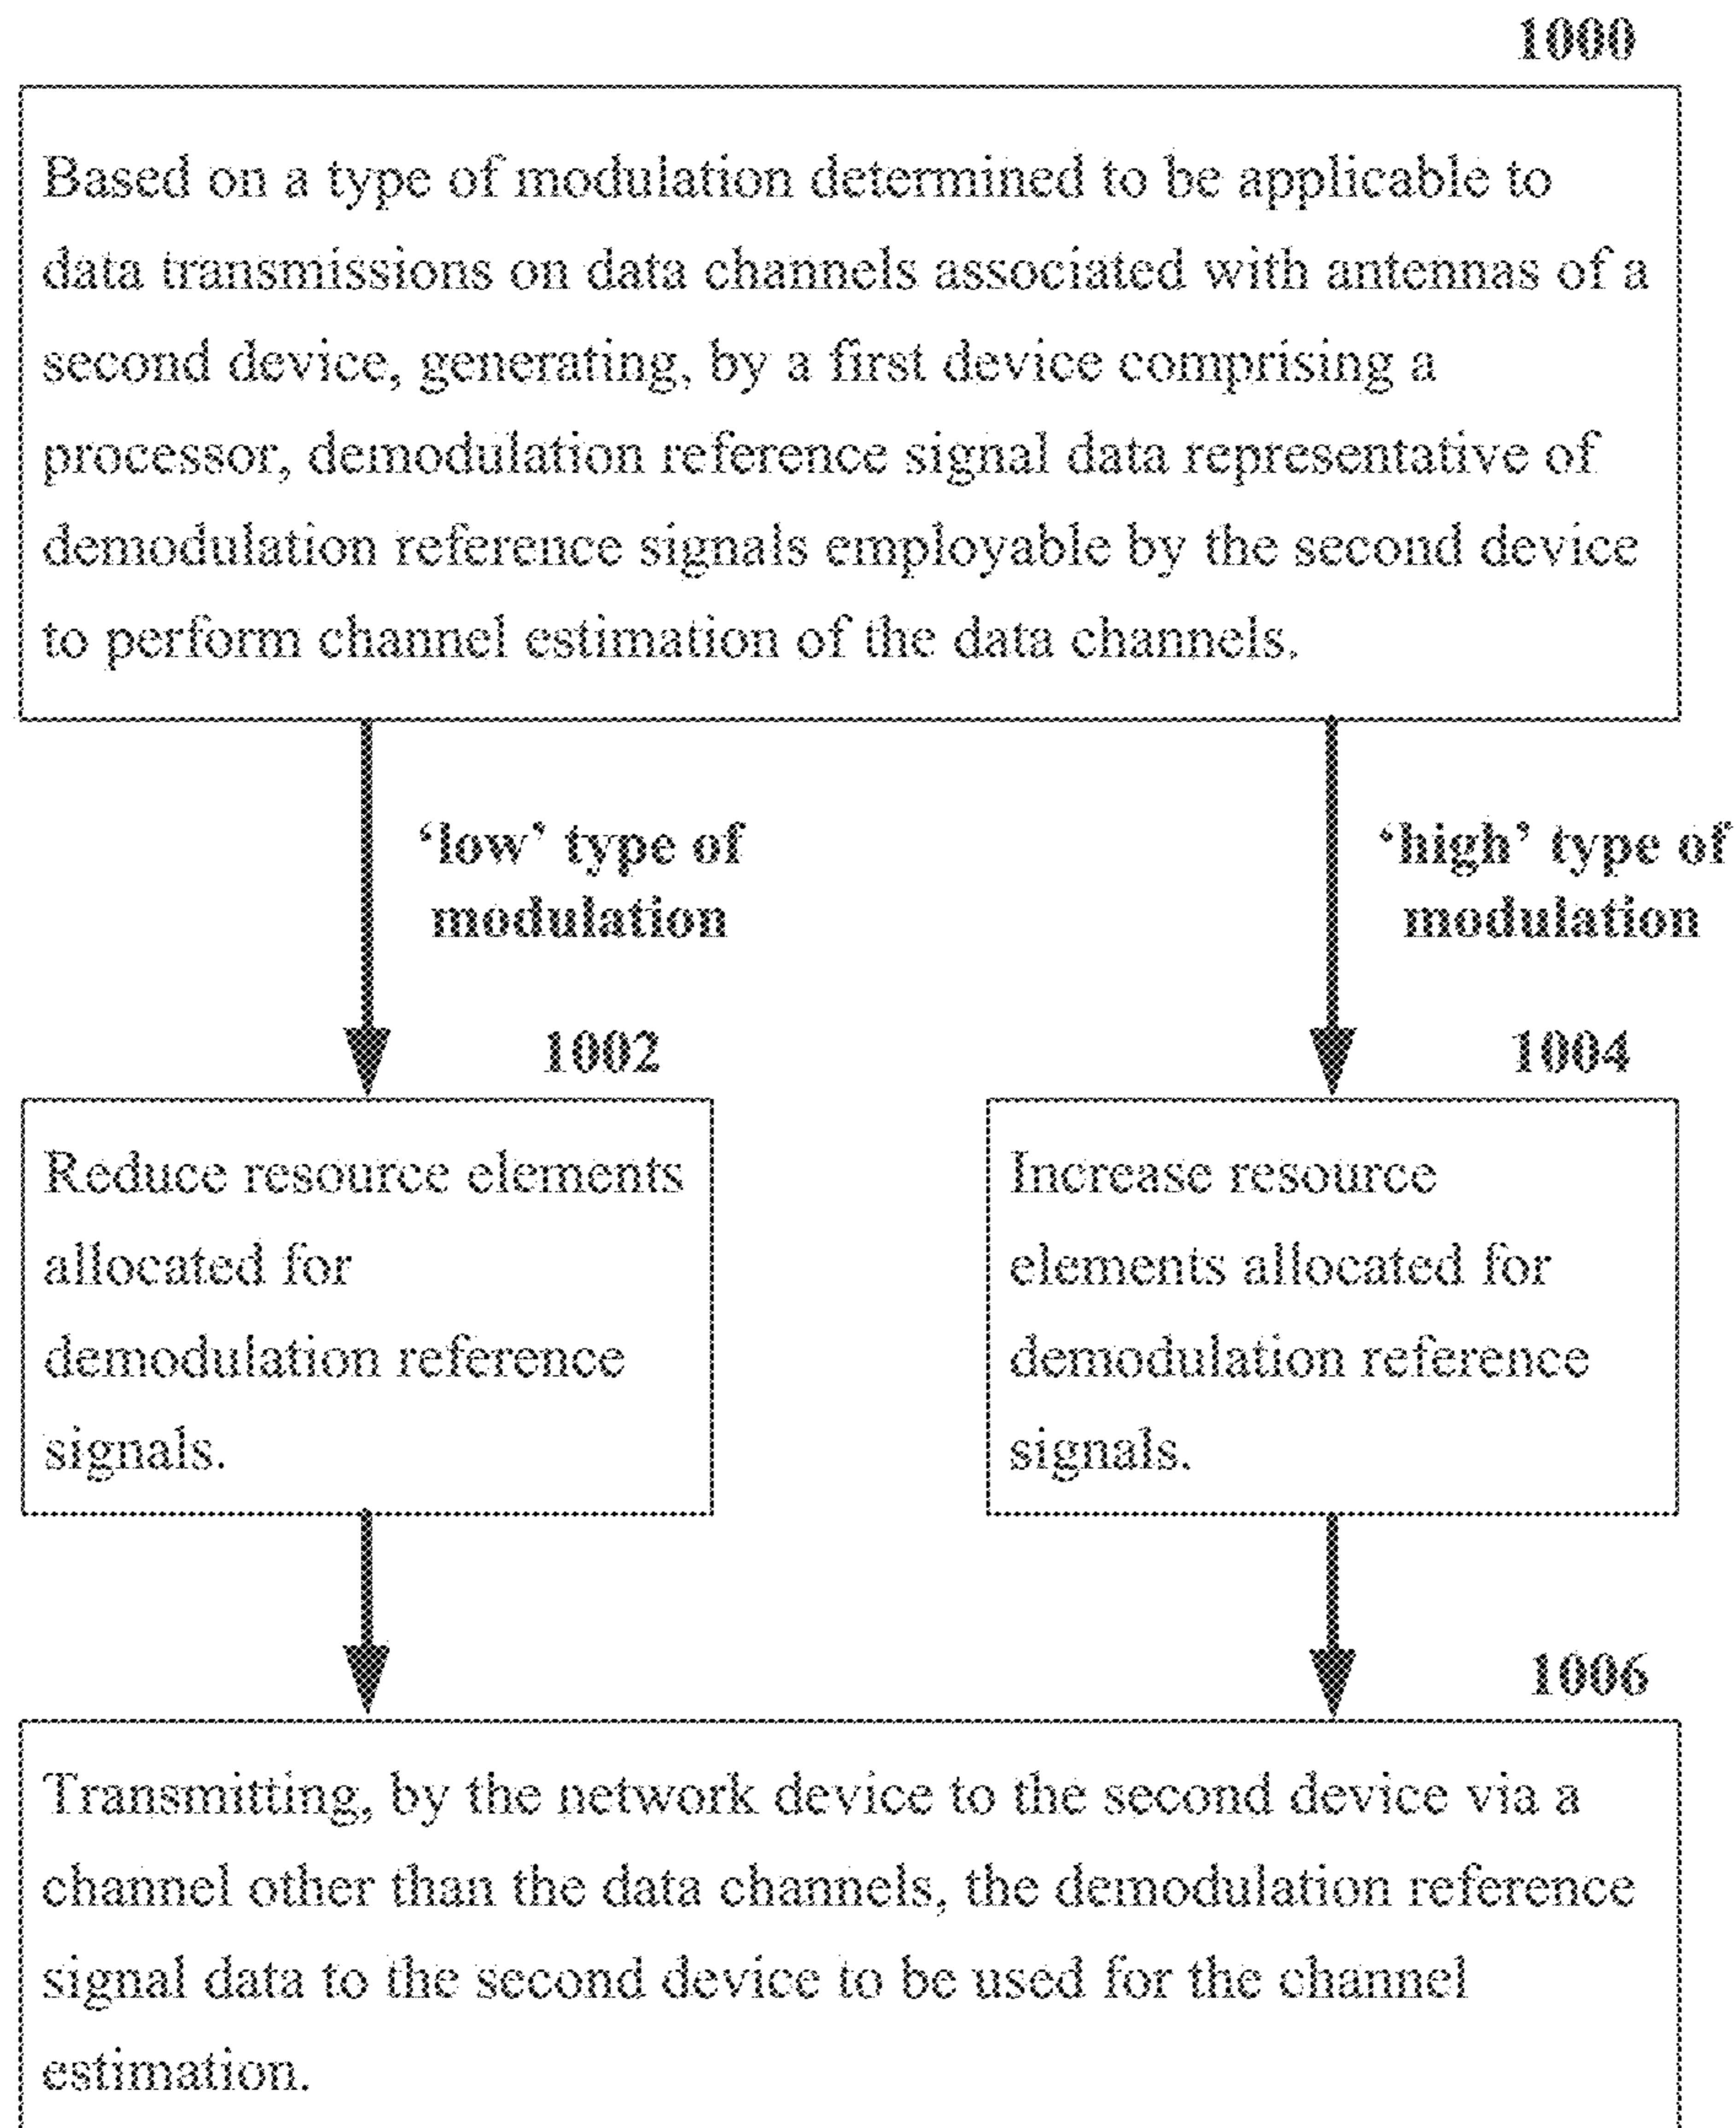 1000
Based on a type of modulation determined to be applicable to
data transmissions on data channels associated with antennas of a
second device, generating, by a first device comprising a
processor, demodulation reference signal data representative of
demodulation reference signals employable by the second device
to perform channel estimation of the data channels.
‘low’ type of
modulation
‘high’ type of
modulation
1002
Reduce resource elements
allocated for
demodulation reference
signals.
1004
Increase resource
elements allocated for
demodulation reference
signals.
1006
Transmitting, by the network device to the second device via a
channel other than the data channels, the demodulation reference
signal data to the second device to be used for the channel
estimation.